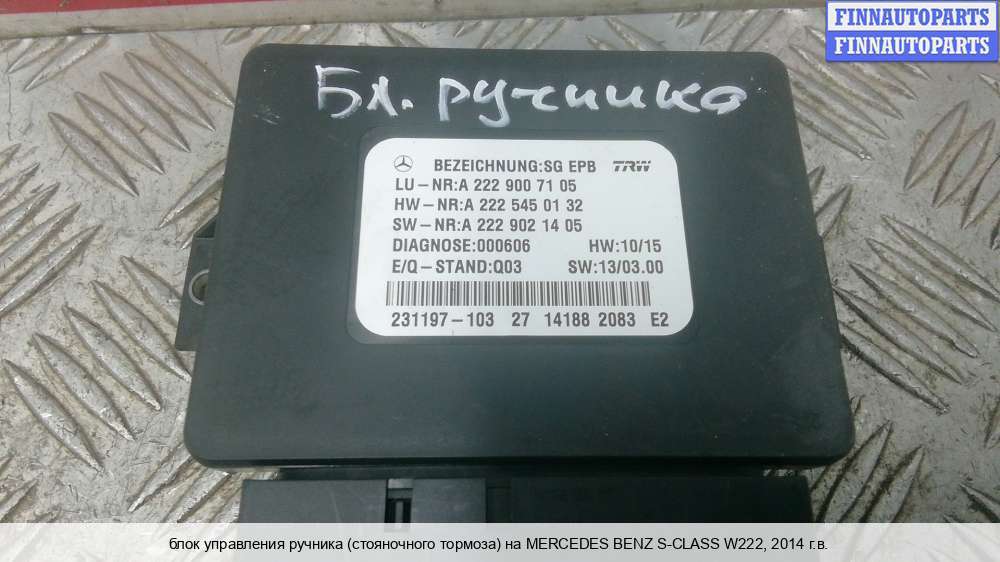 FINNAUTOPARTS
FINNAUTOPARTS
Бл. ручника
BEZEICHNUNG:SG EPB TRW
LU-NR:A 222 900 71 05
HW-NR:A 222 545 01 32
SW-NR:A 222 902 14 05
DIAGNOSE:000606 HW:10/15
E/Q-STAND:Q03 SW:13/03.00
231197-103 27 14188 2083 E2
блок управления ручника (стояночного тормоза) на MERCEDES BENZ S-CLASS W222, 2014 г.в.